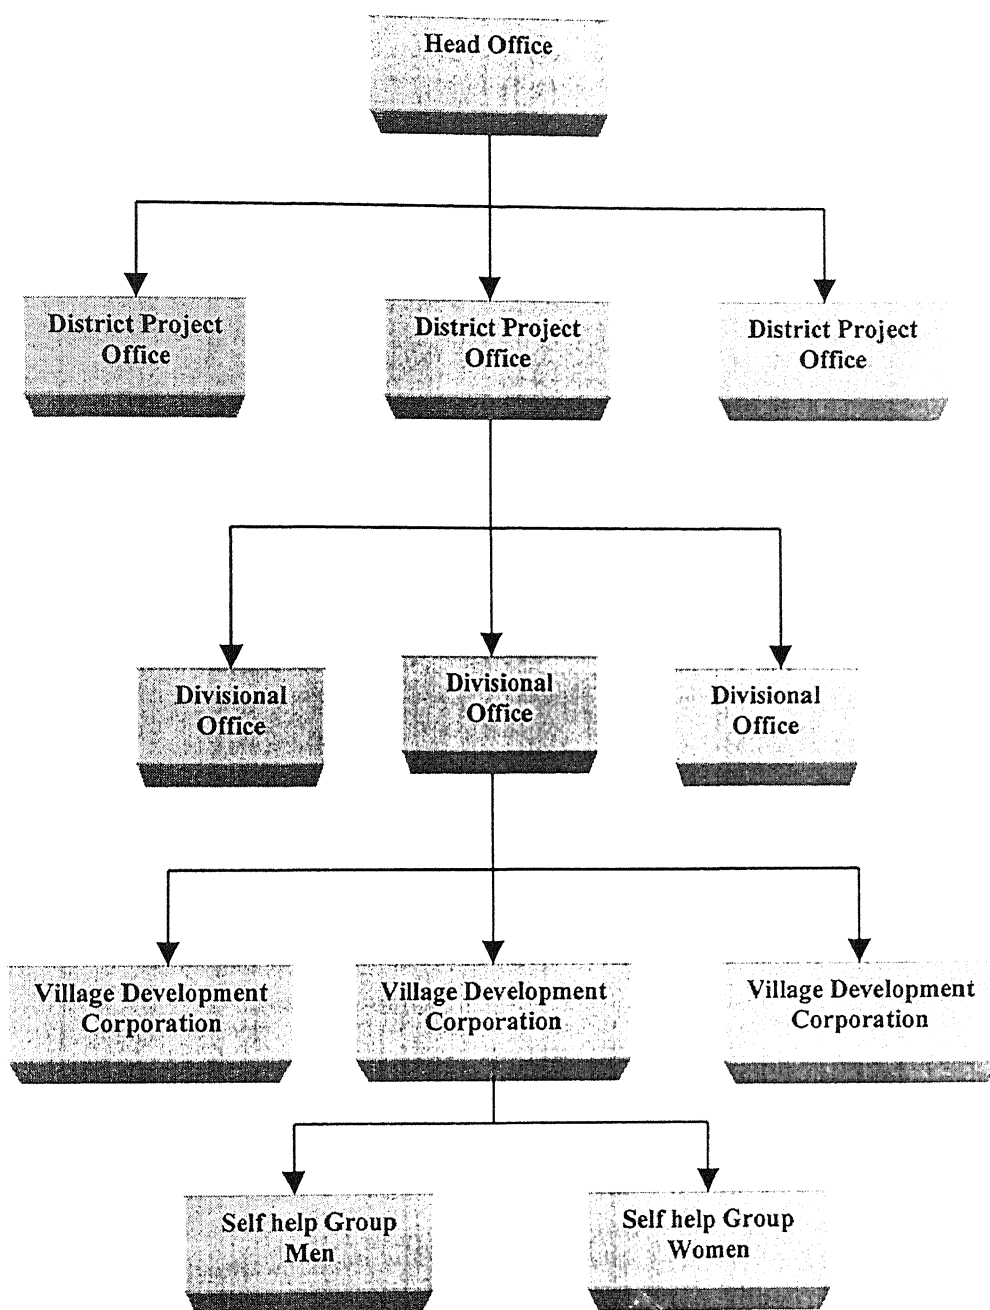 Head Office
District Project
Office
District Project
Office
District Project
Office
Divisional
Office
Divisional
Office
Divisional
Office
Village Development
Corporation
Village Development
Corporation
Village Development
Corporation
Self help Group
Men
Self help Group
Women